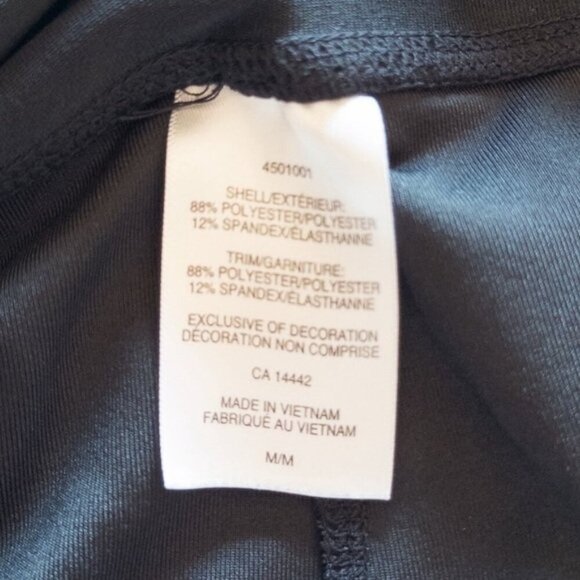 4501001
SHELL/EXTÉRIEUR:
88% POLYESTER/POLYESTER
12% SPANDEX/ÉLASTHANNE
TRIM/GARNITURE:
88% POLYESTER/POLYESTER
12% SPANDEX/ÉLASTHANNE
EXCLUSIVE OF DECORATION
DÉCORATION NON COMPRISE
CA 14442
MADE IN VIETNAM
FABRIQUÉ AU VIETNAM
M/M